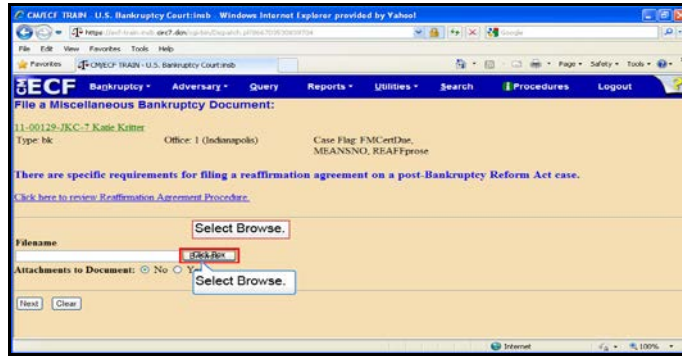 CM/ECF TRAIN - U.S. Bankruptcy Court:insb - Windows Internet Explorer provided by Yahoo!
Google
File Edit View Favorites Tools Help
Favorites CM/ECF TRAIN - U.S. Bankruptcy Court:insb Page Safety Tools
ECF Bankruptcy Adversary Query Reports Utilities Search Procedures Logout ?
File a Miscellaneous Bankruptcy Document:
11-00129-JKC-7 Katie Kritter
Type: bk Office: 1 (Indianapolis) Case Flag: FMCertDue,
MEANSNO, REAFFprose
There are specific requirements for filing a reaffirmation agreement on a post-Bankruptcy Reform Act case.
Click here to review Reaffirmation Agreement Procedure.
Select Browse.
Filename
Click Box
Attachments to Document: No Ye
Select Browse.
Next Clear
Internet 100%